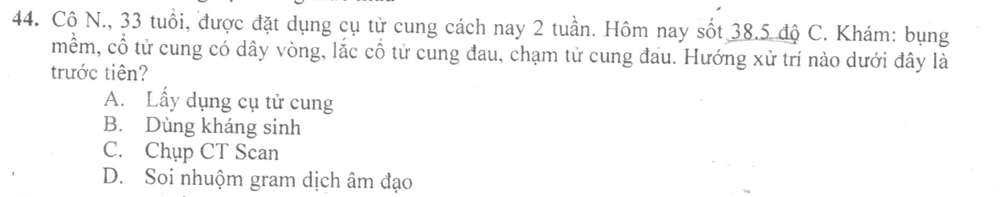 44. Cô N., 33 tuổi, được đặt dụng cụ tử cung cách nay 2 tuần. Hôm nay sốt 38.5 độ C. Khám: bụng
mềm, cổ tử cung có dây vòng, lắc cổ tử cung đau, chạm tử cung đau. Hướng xử trí nào dưới đây là
trước tiên?
A. Lấy dụng cụ tử cung
B. Dùng kháng sinh
C. Chụp CT Scan
D. Soi nhuộm gram dịch âm đạo